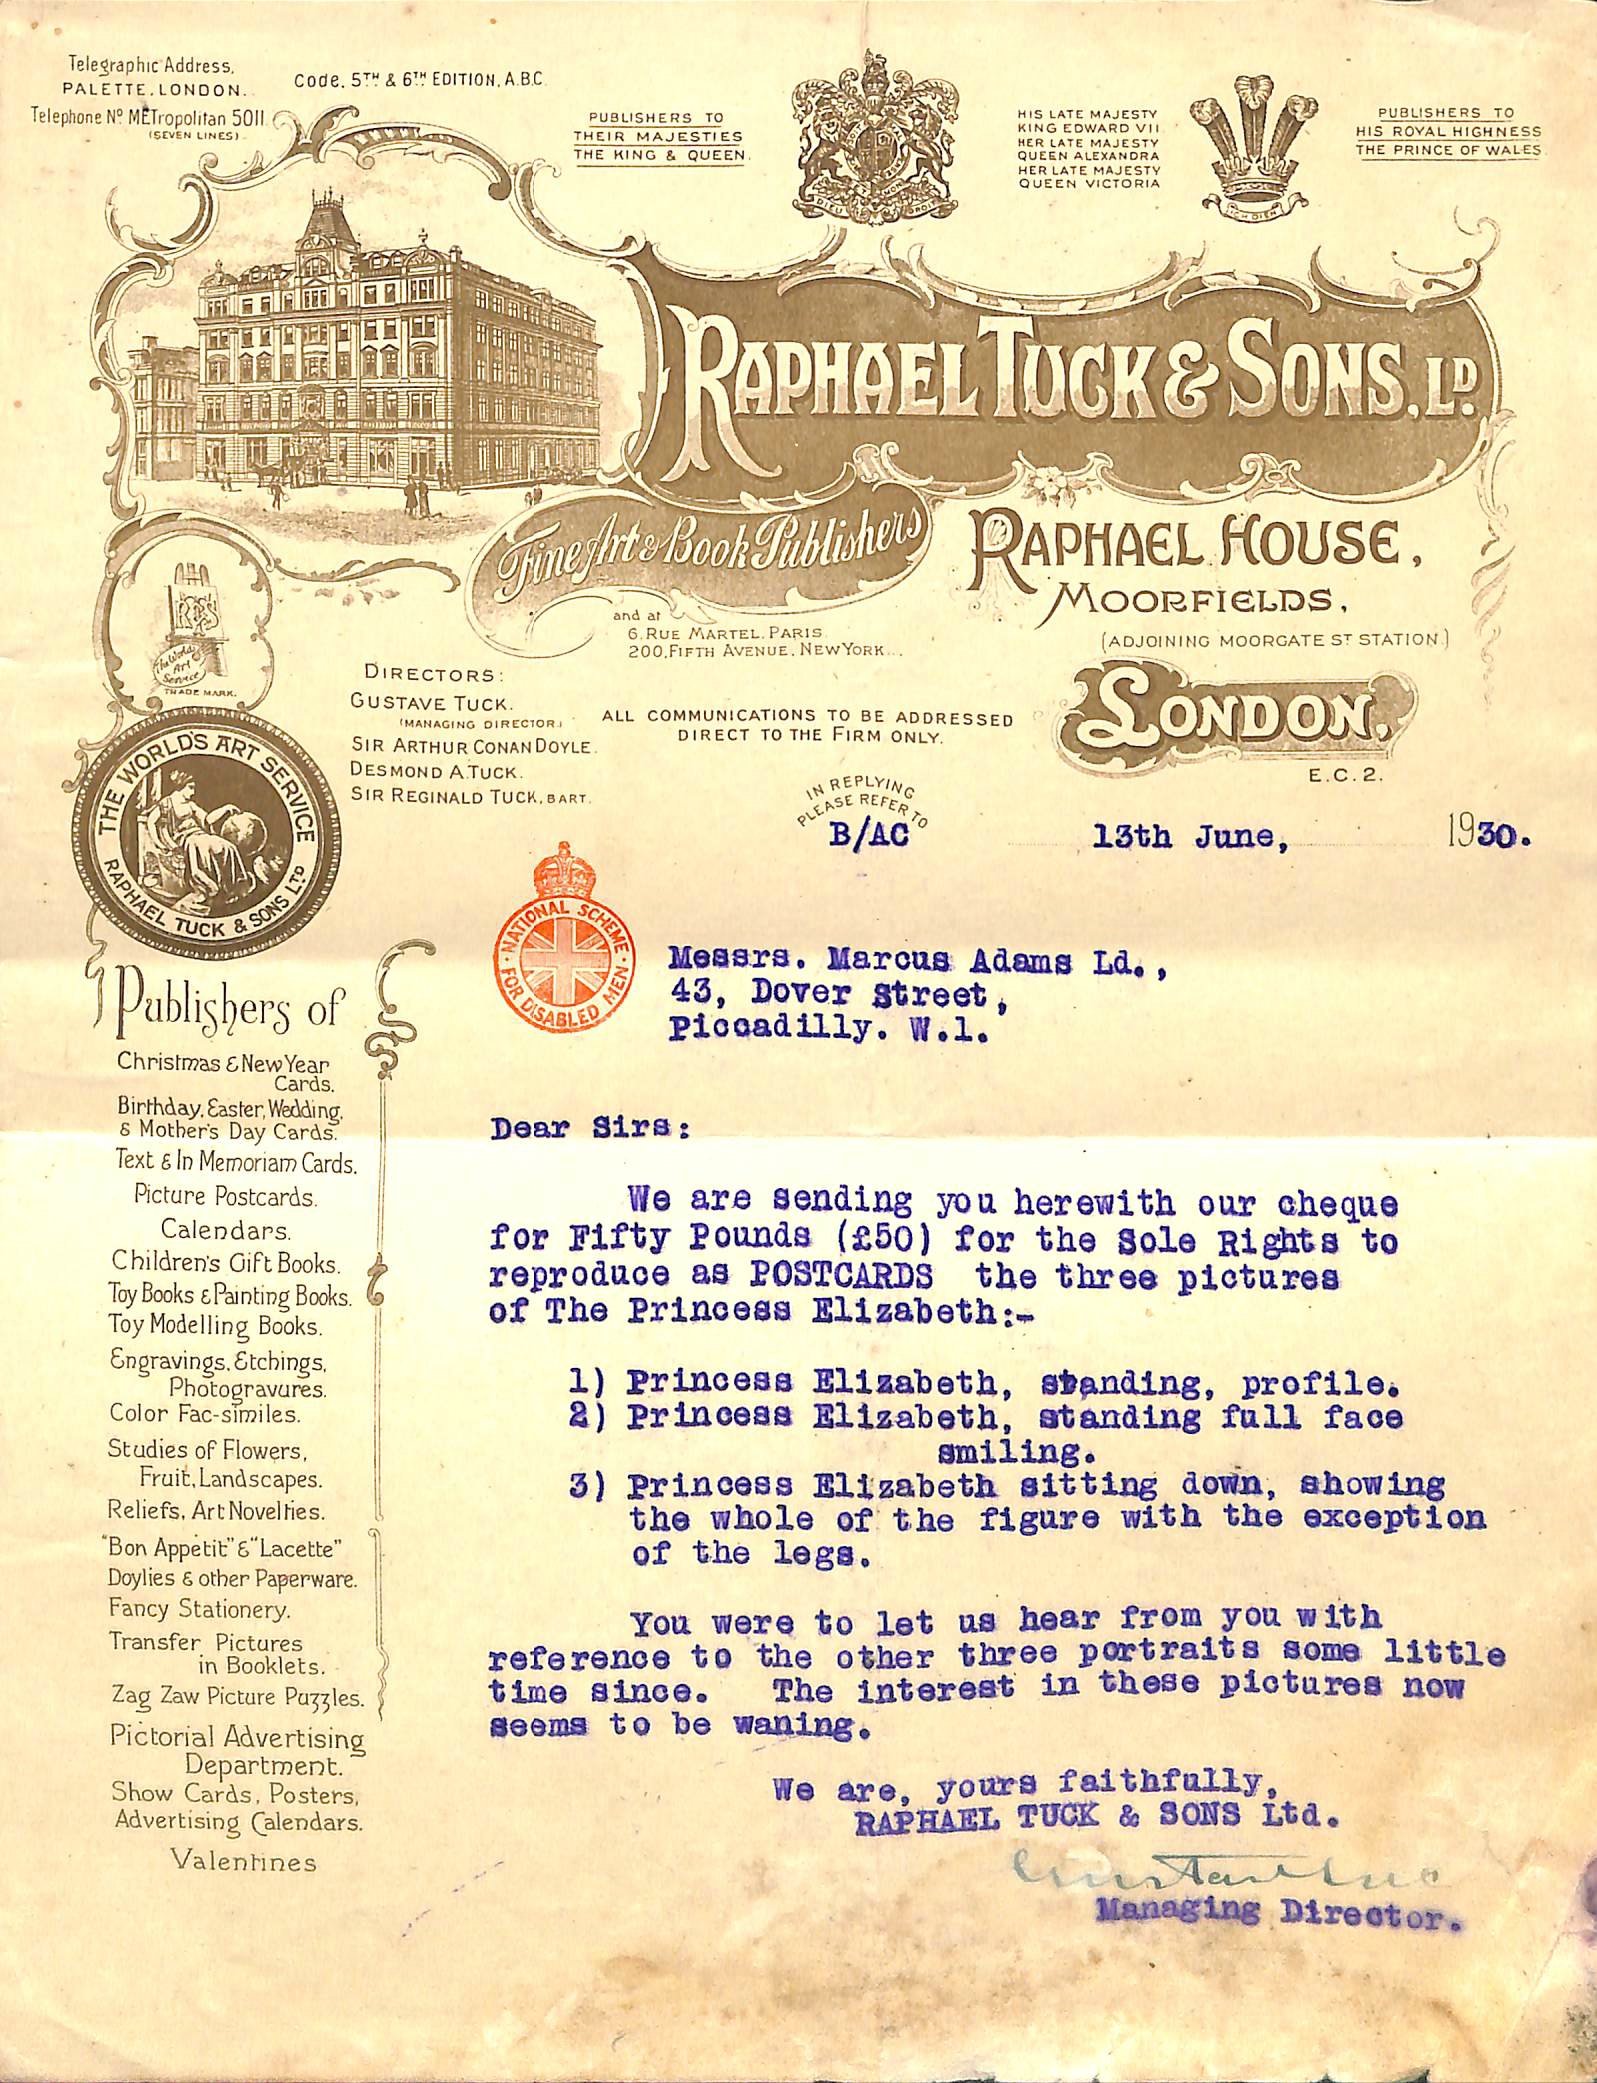 Telegraphic Address,
PALETTE, LONDON.
Telephone Nº METropolitan 5011
(SEVEN LINES)
Code, 5TH & 6TH EDITION, A.B.C.
PUBLISHERS TO
THEIR MAJESTIES
THE KING & QUEEN.
DIEU
DROIT
HIS LATE MAJESTY
KING EDWARD VII
HER LATE MAJESTY
QUEEN ALEXANDRA
HER LATE MAJESTY
QUEEN VICTORIA
ICH DIEN
PUBLISHERS TO
HIS ROYAL HIGHNESS
THE PRINCE OF WALES
RAPHAEL TUCK & SONS, LD.
Fine Art & Book Publishers
RAPHAEL HOUSE,
MOORFIELDS,
(ADJOINING MOORGATE ST STATION.)
LONDON,
E.C.2.
and at
6, RUE MARTEL, PARIS
200, FIFTH AVENUE, NEW YORK...
The World's
Art
Service
TRADE MARK.
DIRECTORS:
GUSTAVE TUCK.
(MANAGING DIRECTOR)
SIR ARTHUR CONAN DOYLE.
DESMOND A. TUCK.
SIR REGINALD TUCK, BART.
ALL COMMUNICATIONS TO BE ADDRESSED
DIRECT TO THE FIRM ONLY.
THE WORLD'S ART SERVICE
RAPHAEL TUCK & SONS LTD
IN REPLYING
PLEASE REFER TO
B/AC
13th June, 1930.
NATIONAL SCHEME
FOR DISABLED MEN
Messrs. Marcus Adams Ld.,
43, Dover Street,
Piccadilly. W.1.
Dear Sirs:
We are sending you herewith our cheque
for Fifty Pounds (£50) for the Sole Rights to
reproduce as POSTCARDS the three pictures
of The Princess Elizabeth:-
1) Princess Elizabeth, standing, profile.
2) Princess Elizabeth, standing full face
smiling.
3) Princess Elizabeth sitting down, showing
the whole of the figure with the exception
of the legs.
You were to let us hear from you with
reference to the other three portraits some little
time since. The interest in these pictures now
seems to be waning.
We are, yours faithfully,
RAPHAEL TUCK & SONS Ltd.
Managing Director.
Publishers of
Christmas & New Year
Cards.
Birthday, Easter, Wedding,
& Mother's Day Cards.
Text & In Memoriam Cards.
Picture Postcards.
Calendars.
Children's Gift Books.
Toy Books & Painting Books.
Toy Modelling Books.
Engravings, Etchings,
Photogravures.
Color Fac-similes.
Studies of Flowers,
Fruit, Landscapes.
Reliefs, Art Novelties.
"Bon Appétit" & "Lacette"
Doylies & other Paperware.
Fancy Stationery.
Transfer Pictures
in Booklets.
Zag Zaw Picture Puzzles.
Pictorial Advertising
Department.
Show Cards, Posters,
Advertising Calendars.
Valentines